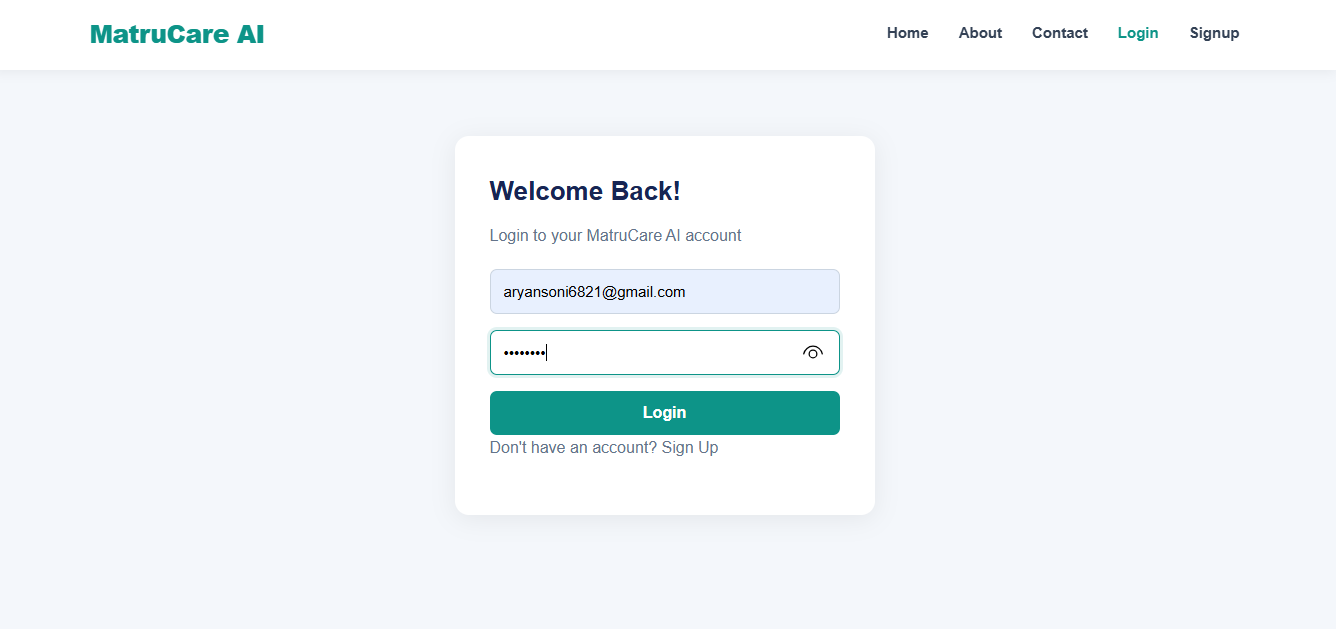 MatruCare AI
Home About Contact Login Signup
Welcome Back!
Login to your MatruCare AI account
aryansoni6821@gmail.com
••••••••
Login
Don't have an account? Sign Up